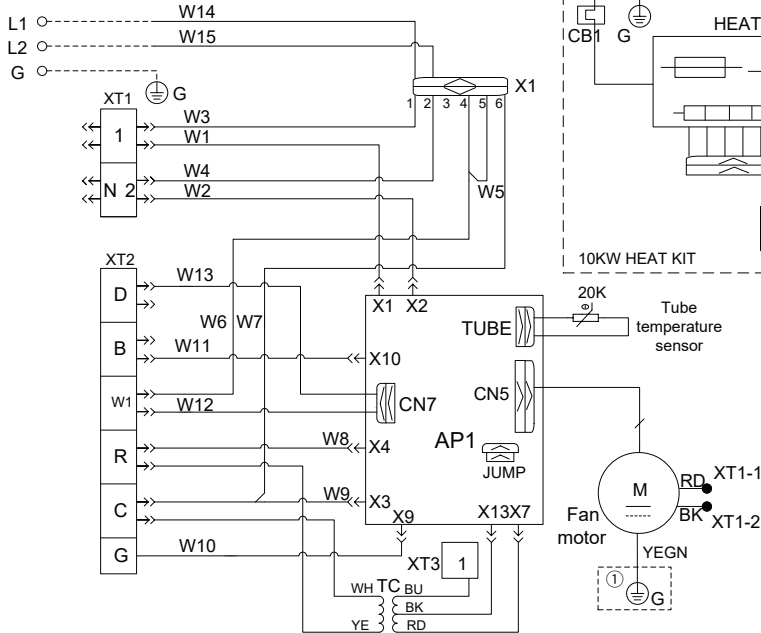 L1
W14
L2
W15
G
G
XT1
X1
1 2 3 4 5 6
1
W3
W1
N 2
W4
W2
W5
CB1
G
HEAT
10KW HEAT KIT
XT2
D
W13
B
W11
W6 W7
W1
W12
R
W8
C
W9
G
W10
X1 X2
X10
TUBE
CN7
CN5
X4
AP1
JUMP
X3
X9
X13X7
20K
Tube
temperature
sensor
M
RD
XT1-1
BK
XT1-2
Fan
motor
YEGN
① G
XT3
1
WH TC BU
BK
YE RD